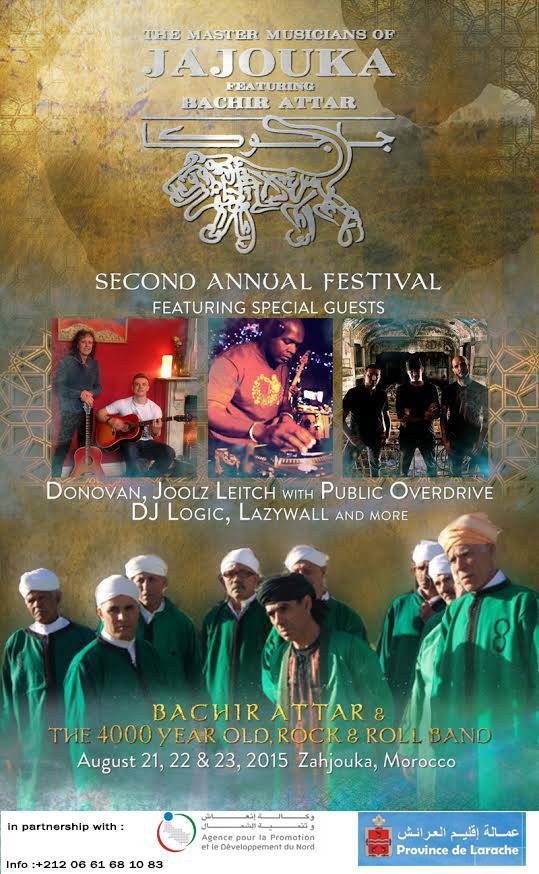 THE MASTER MUSICIANS OF
JAJOUKA
FEATURING
BACHIR ATTAR
جاجوكا
SECOND ANNUAL FESTIVAL
FEATURING SPECIAL GUESTS
DONOVAN, JOOLZ LEITCH WITH PUBLIC OVERDRIVE
DJ LOGIC, LAZYWALL AND MORE
8
BACHIR ATTAR &
THE 4000 YEAR OLD, ROCK & ROLL BAND
August 21, 22 & 23, 2015 Zahjouka, Morocco
in partnership with :
وكالة إنعاش
و تنمية الشمال
Agence pour la Promotion
et le Développement du Nord
عمالة إقليم العرائش
Province de Larache
Info :+212 06 61 68 10 83